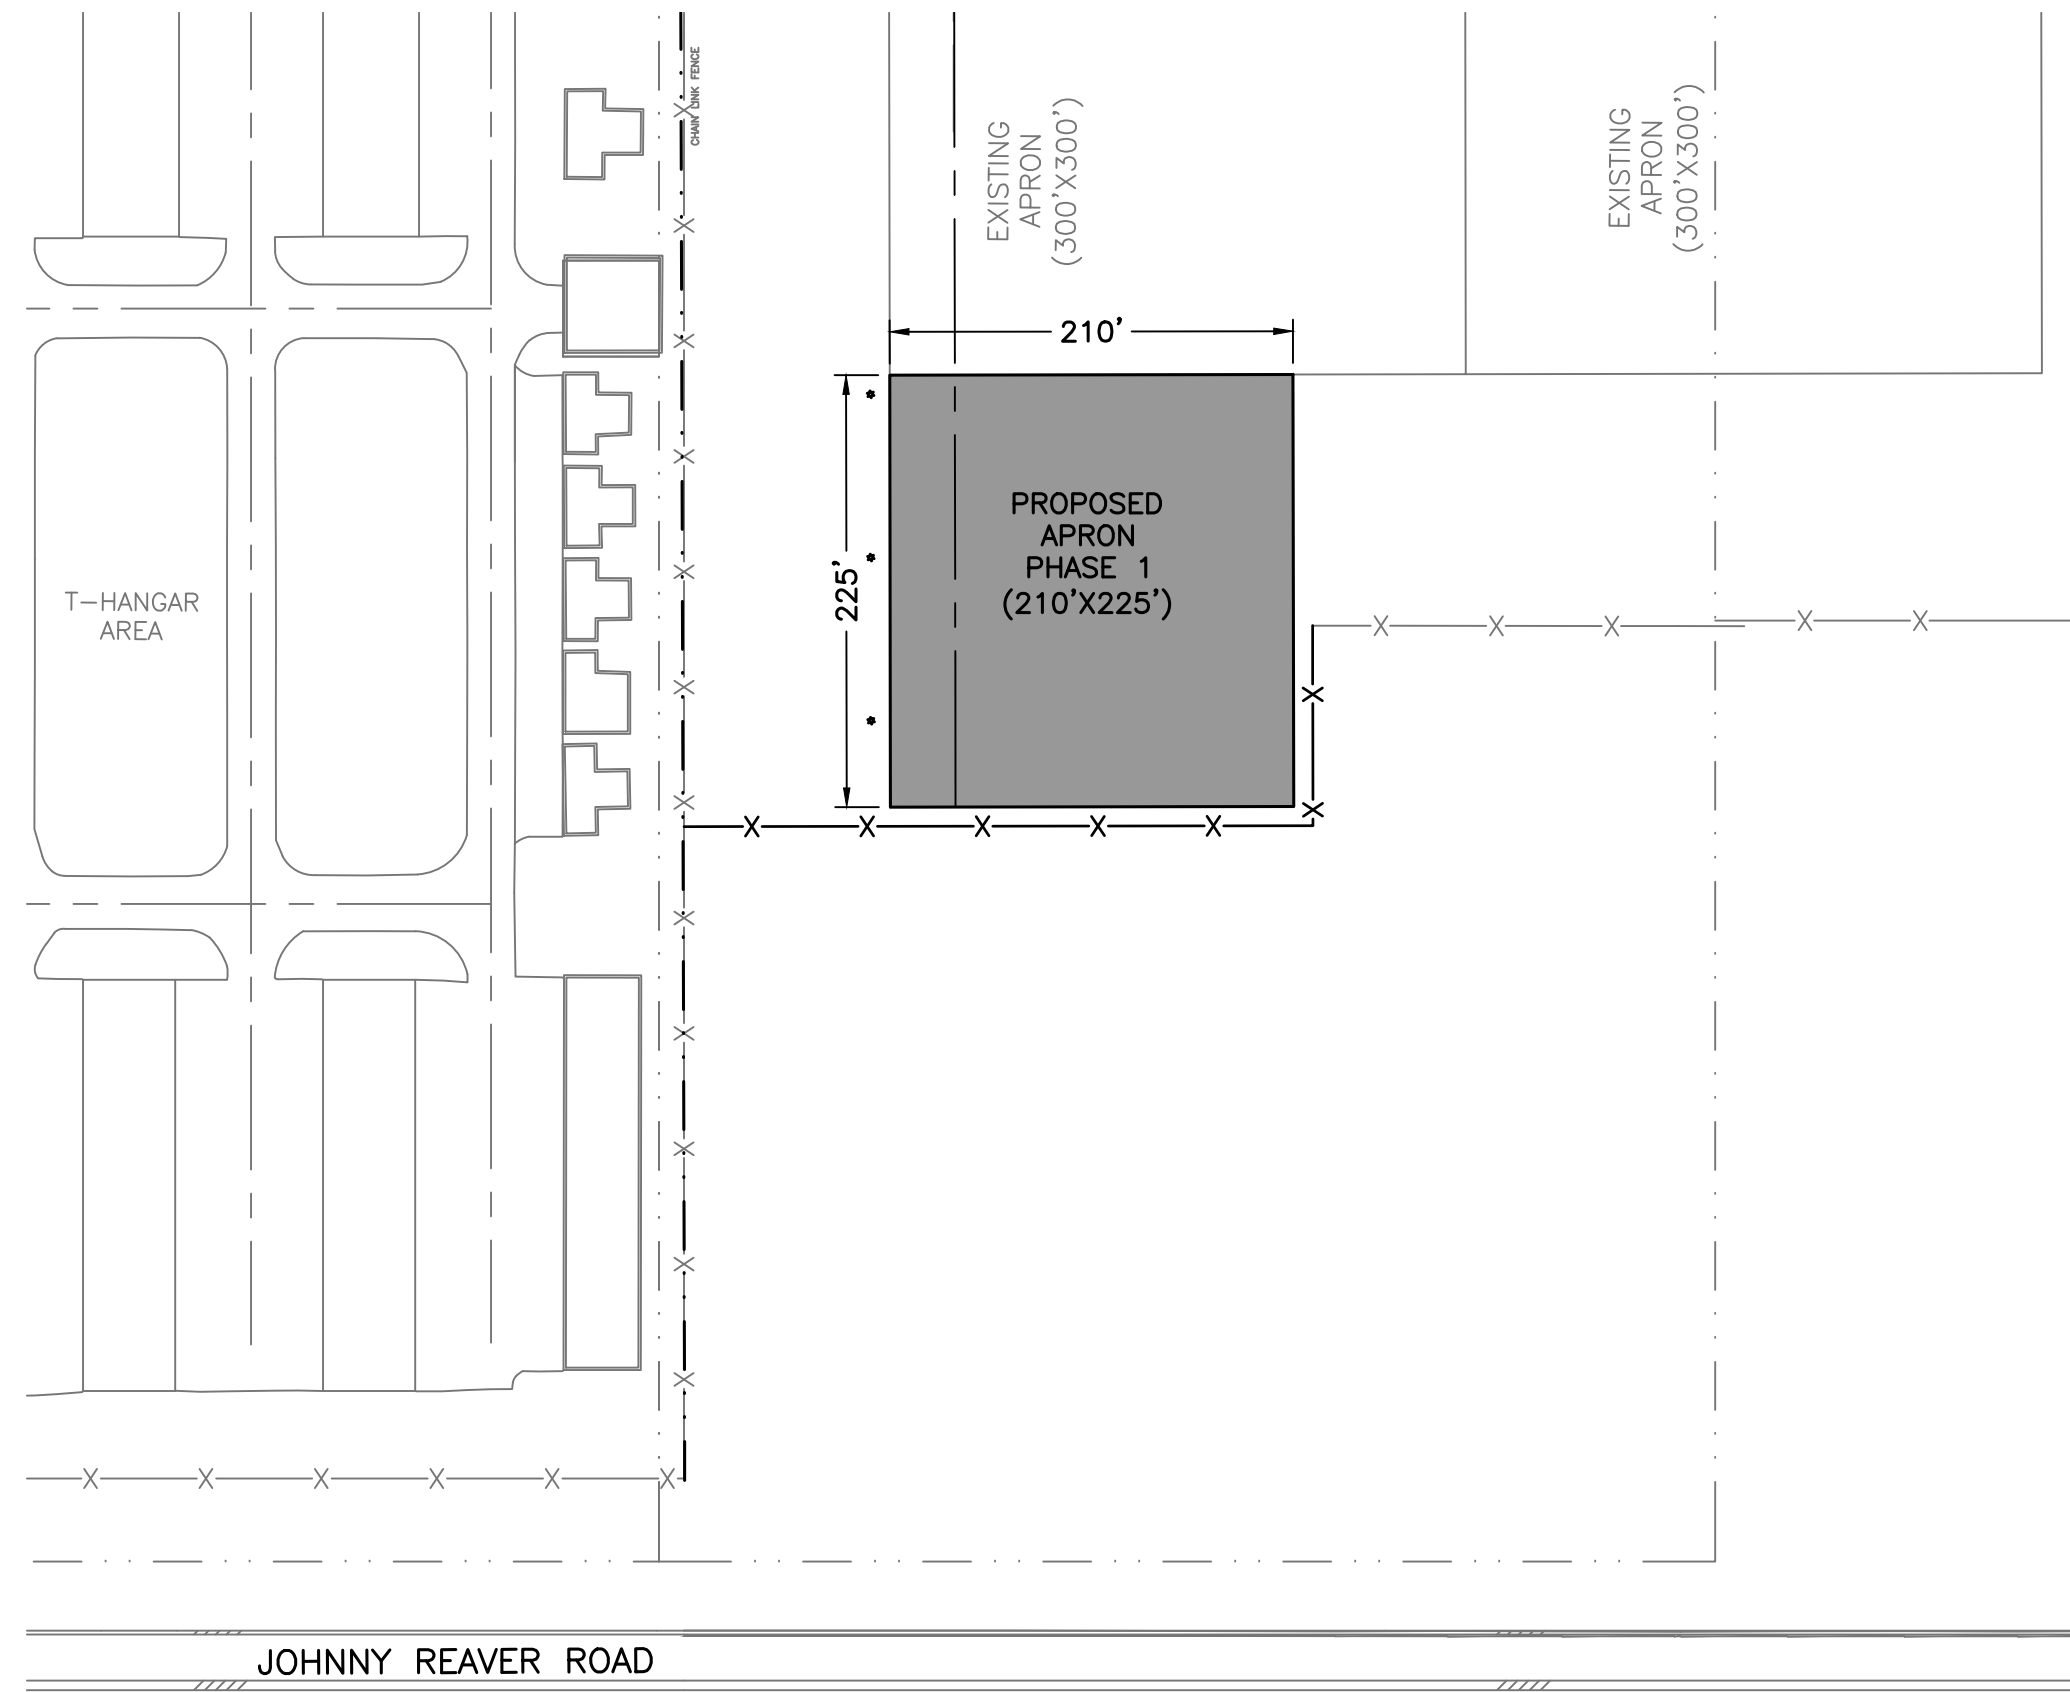 CHAIN LINK FENCE
EXISTING
APRON
(300'X300')
EXISTING
APRON
(300'X300')
210'
225'
PROPOSED
APRON
PHASE 1
(210'X225')
T-HANGAR
AREA
JOHNNY REAVER ROAD